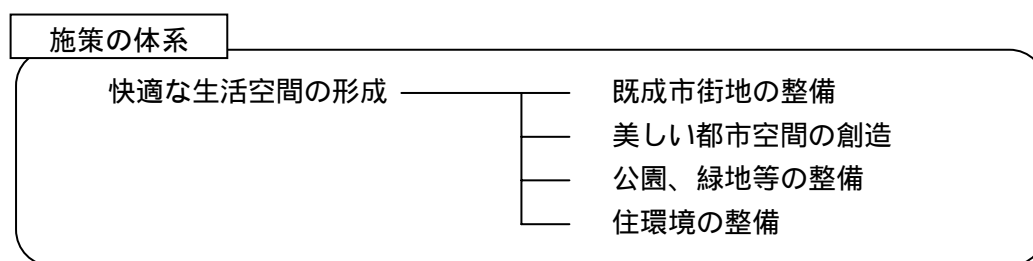 施策の体系
快適な生活空間の形成
既成市街地の整備
美しい都市空間の創造
公園、緑地等の整備
住環境の整備